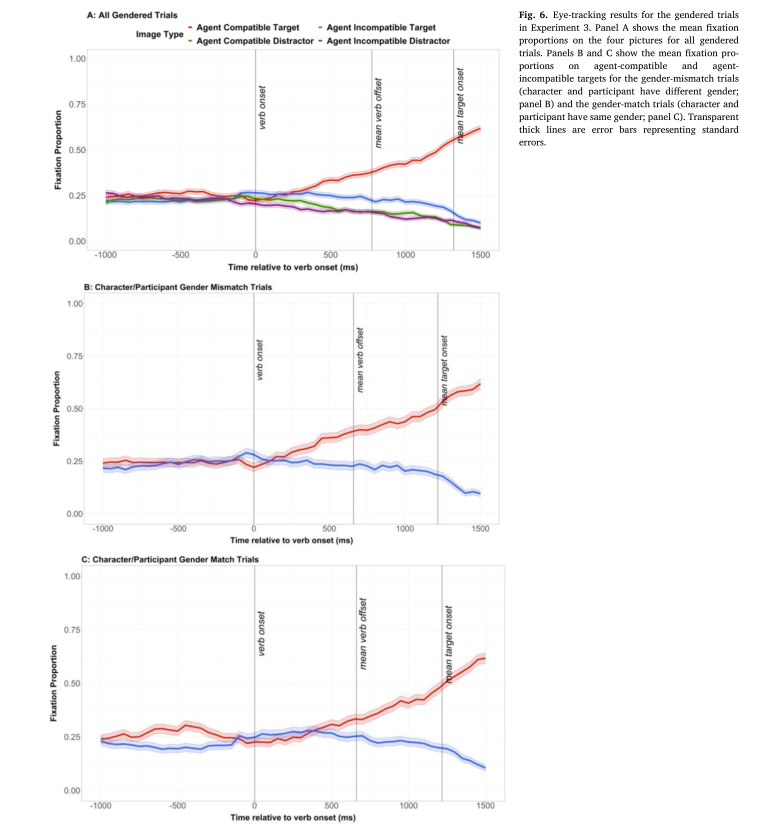 A: All Gendered Trials
Image Type
Agent Compatible Target
Agent Incompatible Target
Agent Compatible Distractor
Agent Incompatible Distractor
Fixation Proportion
1.00
0.75
0.50
0.25
0.00
verb onset
mean verb offset
mean target onset
-1000
-500
0
500
1000
1500
Time relative to verb onset (ms)
B: Character/Participant Gender Mismatch Trials
Fixation Proportion
1.00
0.75
0.50
0.25
0.00
verb onset
mean verb offset
mean target onset
-1000
-500
0
500
1000
1500
Time relative to verb onset (ms)
C: Character/Participant Gender Match Trials
Fixation Proportion
1.00
0.75
0.50
0.25
0.00
verb onset
mean verb offset
mean target onset
-1000
-500
0
500
1000
1500
Time relative to verb onset (ms)
Fig. 6. Eye-tracking results for the gendered trials
in Experiment 3. Panel A shows the mean fixation
proportions on the four pictures for all gendered
trials. Panels B and C show the mean fixation pro-
portions on agent-compatible and agent-
incompatible targets for the gender-mismatch trials
(character and participant have different gender;
panel B) and the gender-match trials (character and
participant have same gender; panel C). Transparent
thick lines are error bars representing standard
errors.